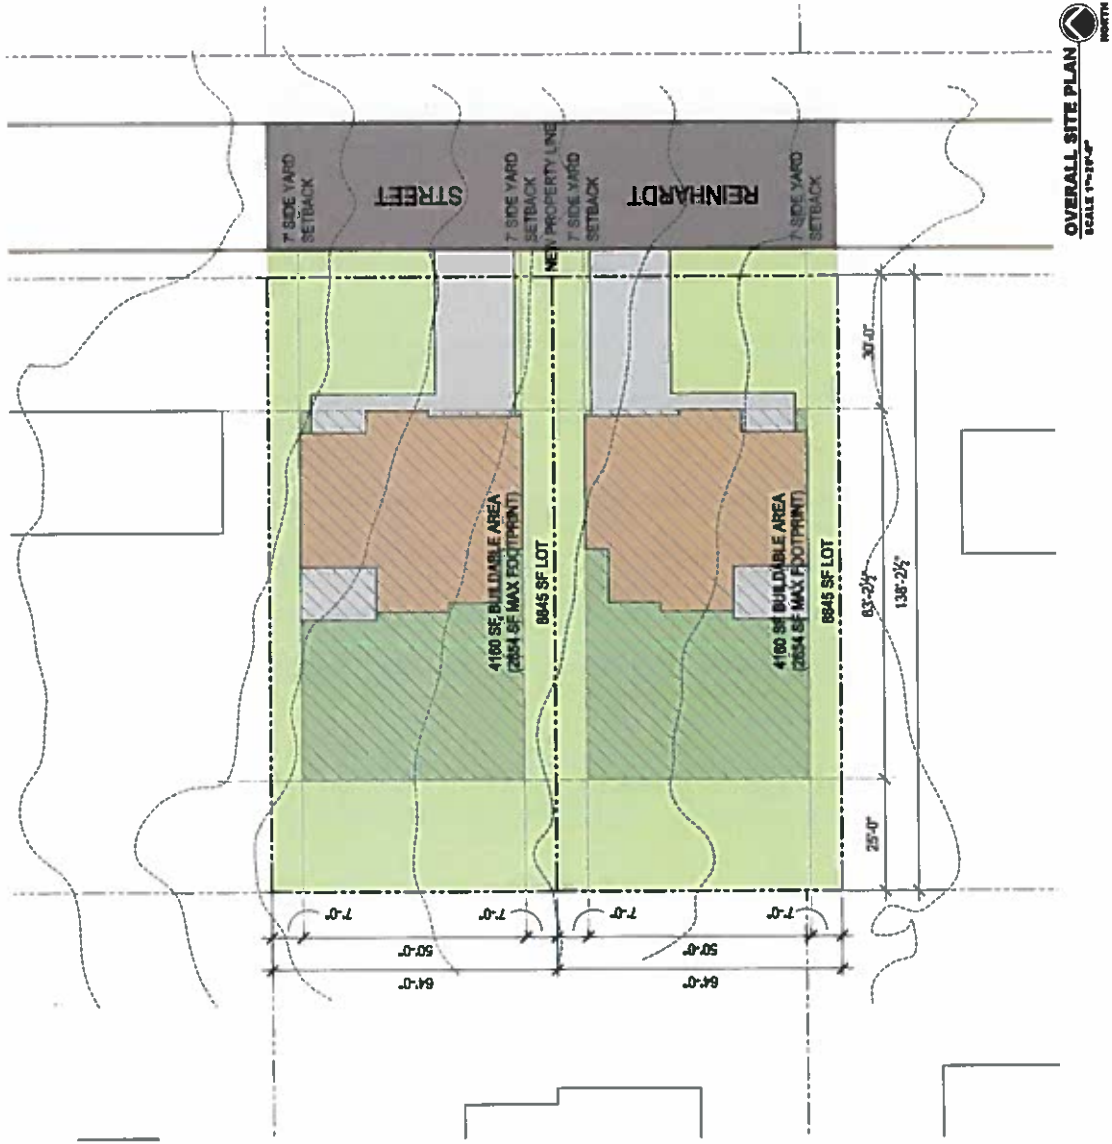 NORTH
OVERALL SITE PLAN
SCALE 1"=20'-0"
STREET
REINHARDT
7' SIDE YARD
SETBACK
7' SIDE YARD
SETBACK
NEW PROPERTY LINE
7' SIDE YARD
SETBACK
7' SIDE YARD
SETBACK
4160 SF BUILDABLE AREA
(2654 SF MAX FOOTPRINT)
8845 SF LOT
4160 SF BUILDABLE AREA
(2654 SF MAX FOOTPRINT)
8845 SF LOT
30'-0"
83'-2½"
138'-2½"
25'-0"
7'-0"
7'-0"
7'-0"
7'-0"
50'-0"
50'-0"
64'-0"
64'-0"